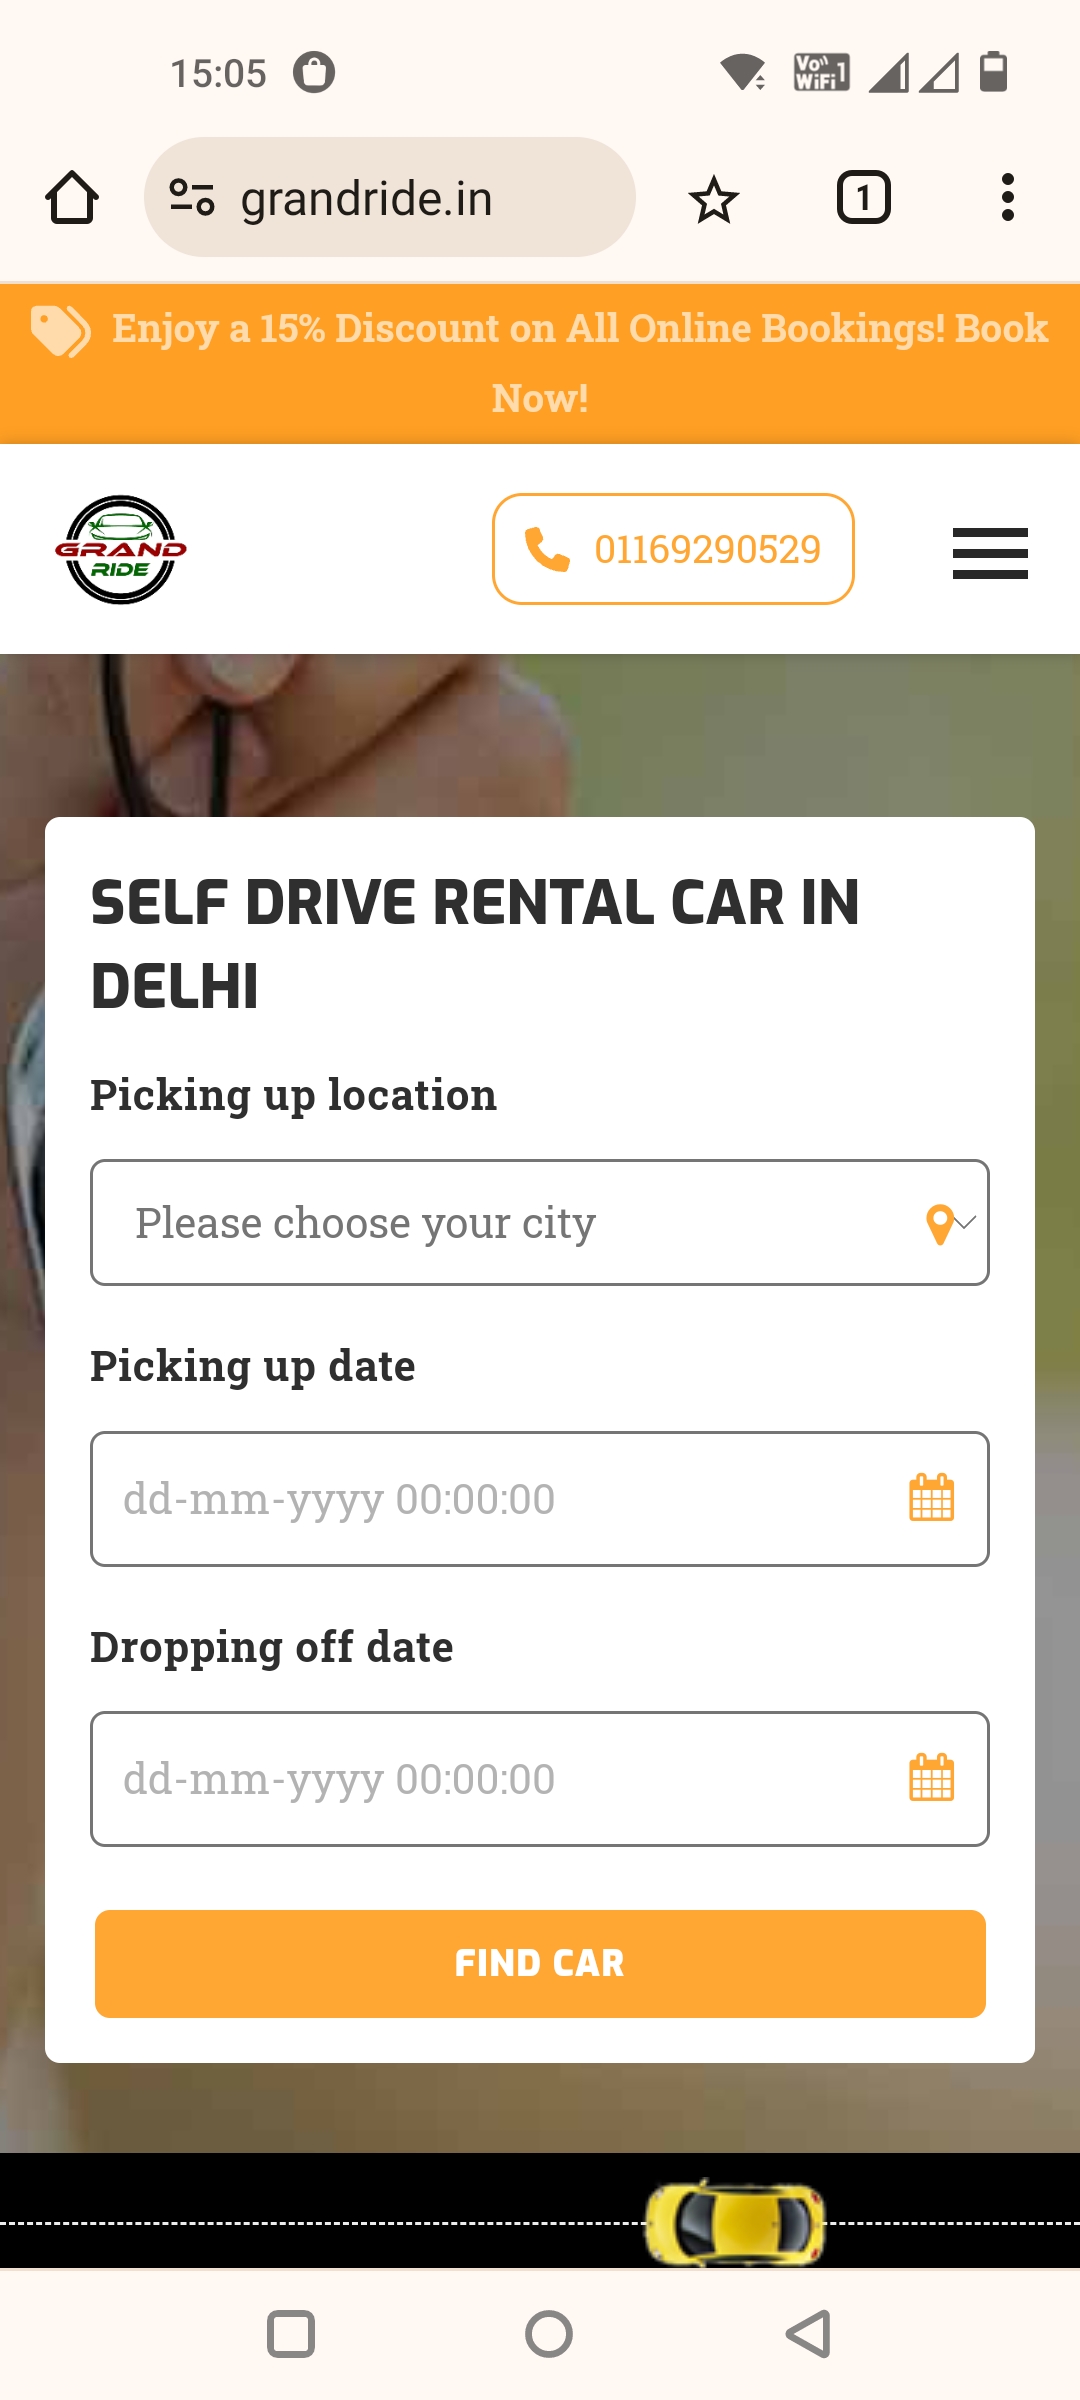 15:05
Vo)) WiFi 1
grandride.in
1
Enjoy a 15% Discount on All Online Bookings! Book
Now!
GRAND
RIDE
01169290529
SELF DRIVE RENTAL CAR IN
DELHI
Picking up location
Please choose your city
Picking up date
dd-mm-yyyy 00:00:00
Dropping off date
dd-mm-yyyy 00:00:00
FIND CAR